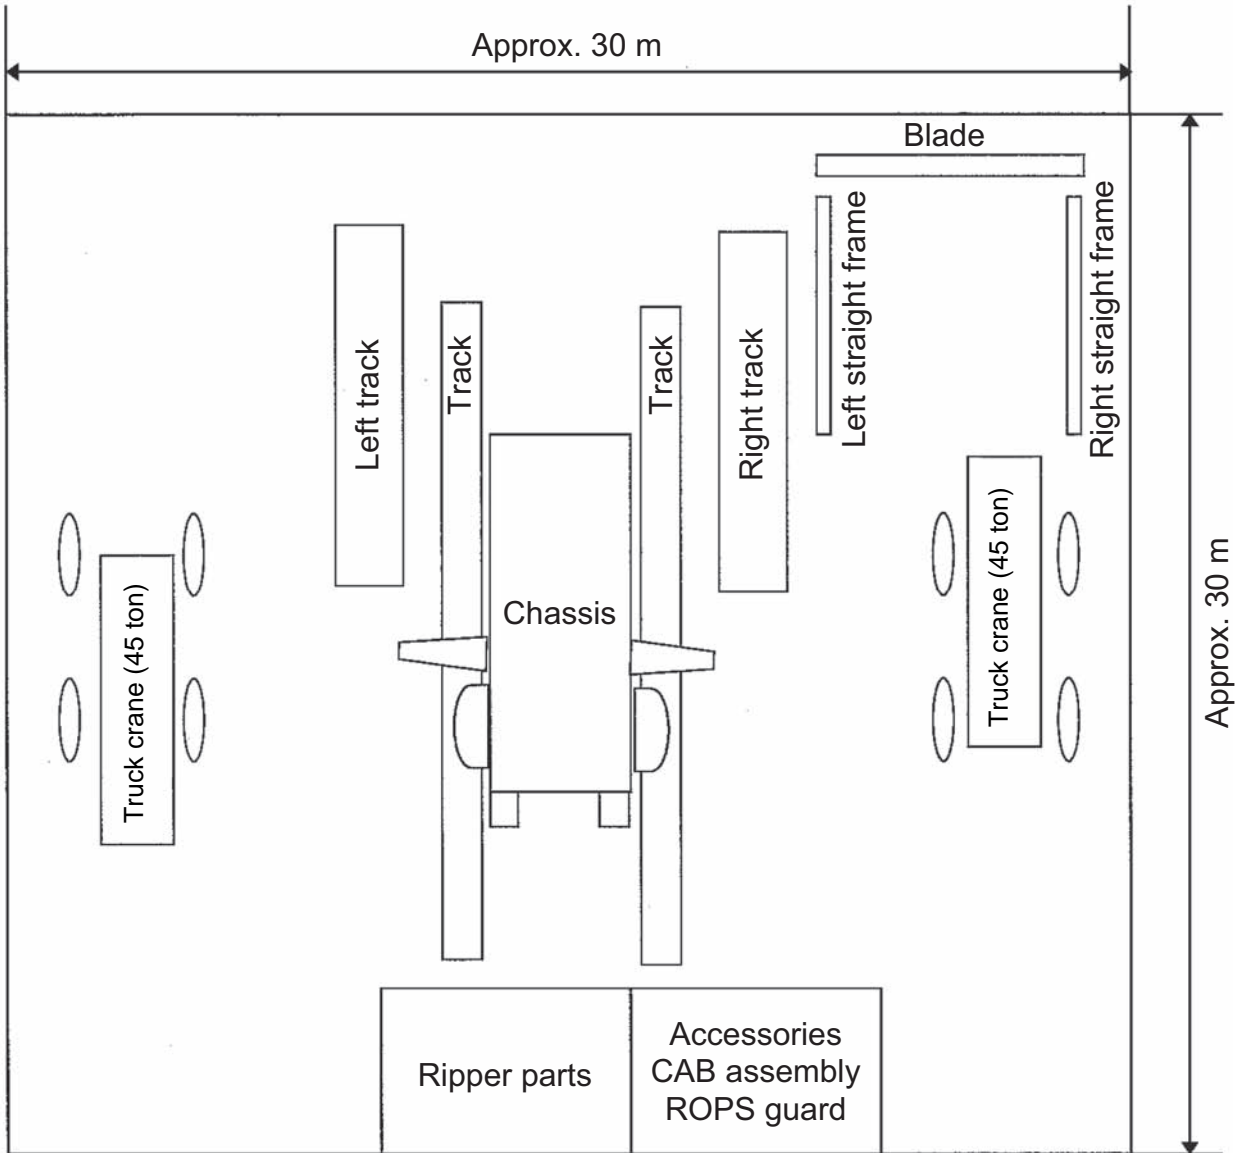 Approx. 30 m
Blade
Left straight frame
Right straight frame
Left track
Track
Track
Right track
Chassis
Truck crane (45 ton)
Truck crane (45 ton)
Approx. 30 m
Ripper parts
Accessories
CAB assembly
ROPS guard